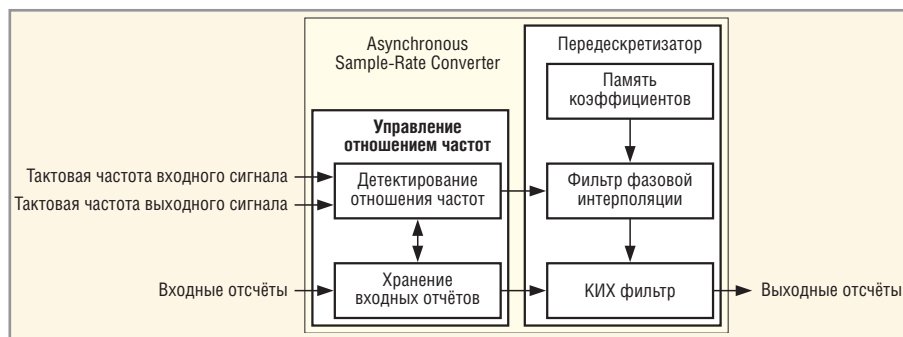 Asynchronous
Sample-Rate Converter
Передескретизатор
Память
коэффициентов
Управление
отношением частот
Тактовая частота входного сигнала
Тактовая частота выходного сигнала
Детектирование
отношения частот
Фильтр фазовой
интерполяции
Входные отсчёты
Хранение
входных отчётов
КИХ фильтр
Выходные отсчёты